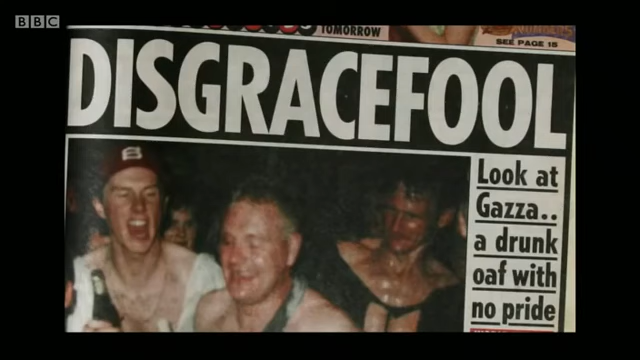 BBC
TOMORROW
SEE PAGE 15
DISGRACEFOOL
Look at
Gazza..
a drunk
oaf with
no pride